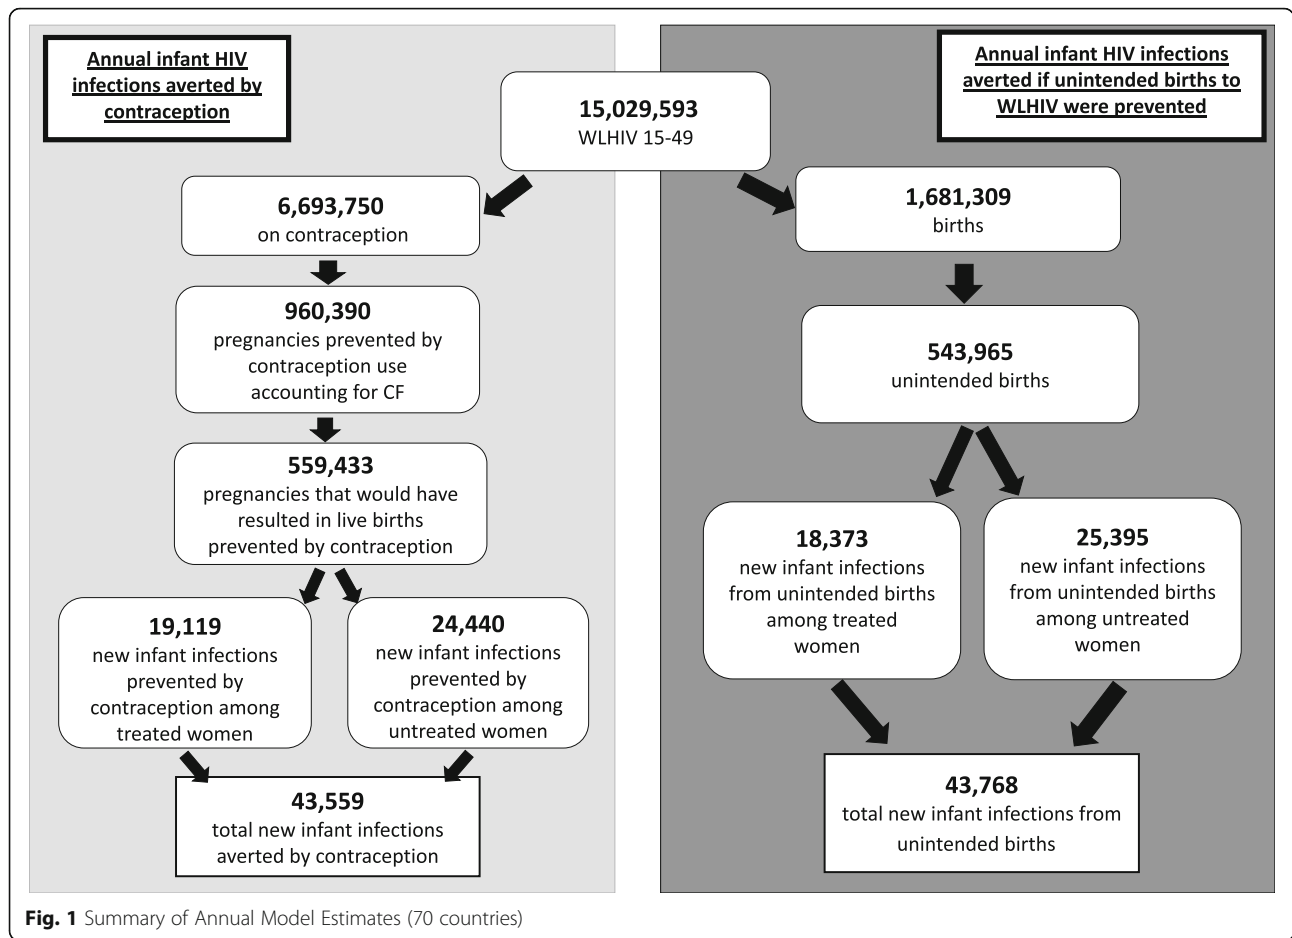 Annual infant HIV
infections averted by
contraception
Annual infant HIV infections
averted if unintended births to
WLHIV were prevented
15,029,593
WLHIV 15-49
6,693,750
on contraception
960,390
pregnancies prevented by
contraception use
accounting for CF
559,433
pregnancies that would have
resulted in live births
prevented by contraception
19,119
new infant infections
prevented by
contraception among
treated women
24,440
new infant infections
prevented by
contraception among
untreated women
43,559
total new infant infections
averted by contraception
1,681,309
births
543,965
unintended births
18,373
new infant infections
from unintended births
among treated
women
25,395
new infant infections
from unintended births
among untreated
women
43,768
total new infant infections from
unintended births
Fig. 1 Summary of Annual Model Estimates (70 countries)